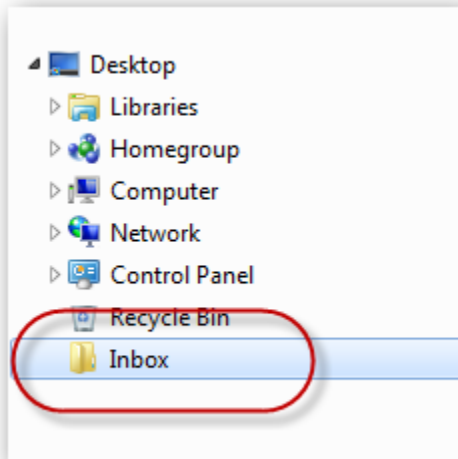 Desktop
Libraries
Homegroup
Computer
Network
Control Panel
Recycle Bin
Inbox